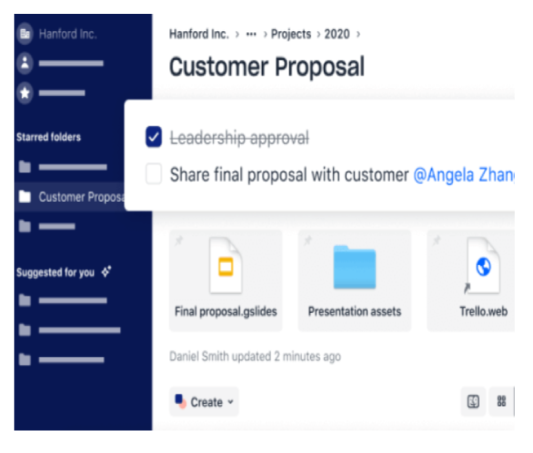 Hanford Inc.
Starred folders
Customer Proposa
Suggested for you
Hanford Inc. › ··· › Projects › 2020 ›
Customer Proposal
Leadership approval
Share final proposal with customer @Angela Zhan
Final proposal.gslides
Presentation assets
Trello.web
Daniel Smith updated 2 minutes ago
Create